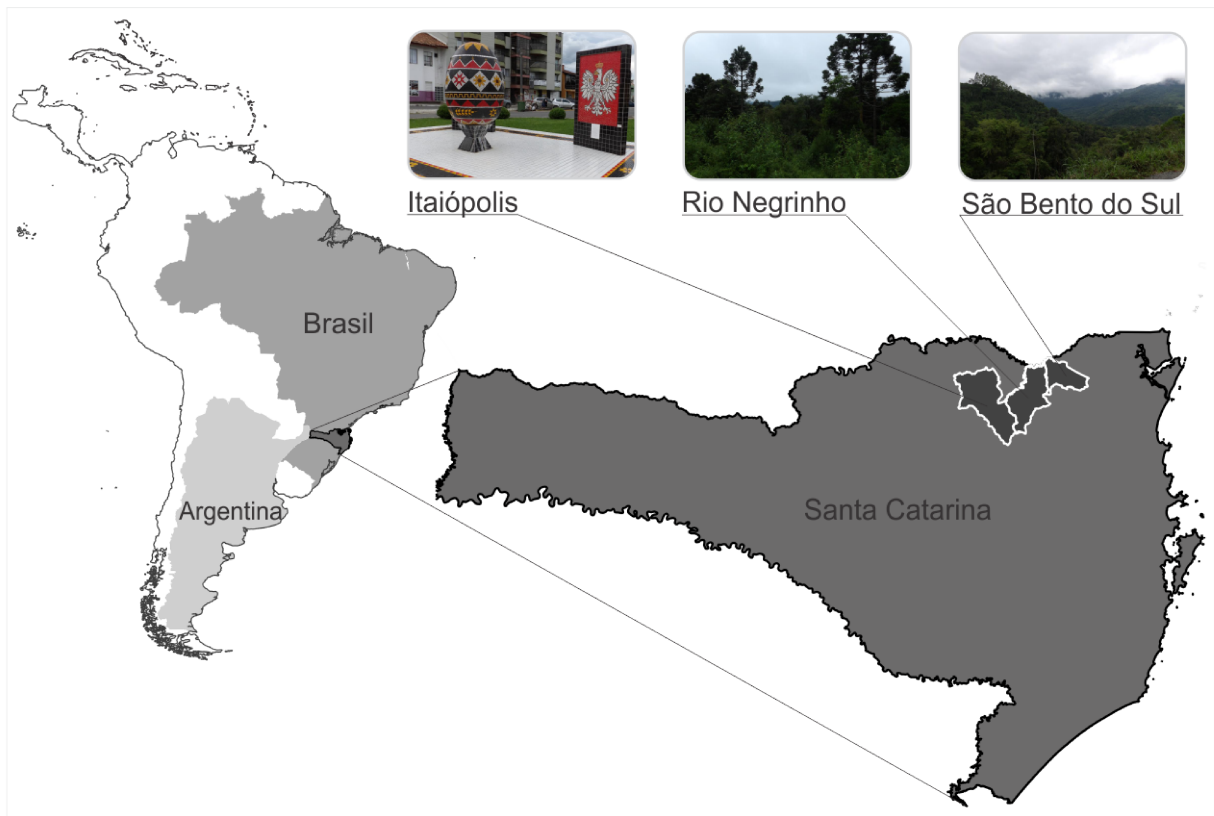 Itaiópolis
Rio Negrinho
São Bento do Sul
Brasil
Argentina
Santa Catarina